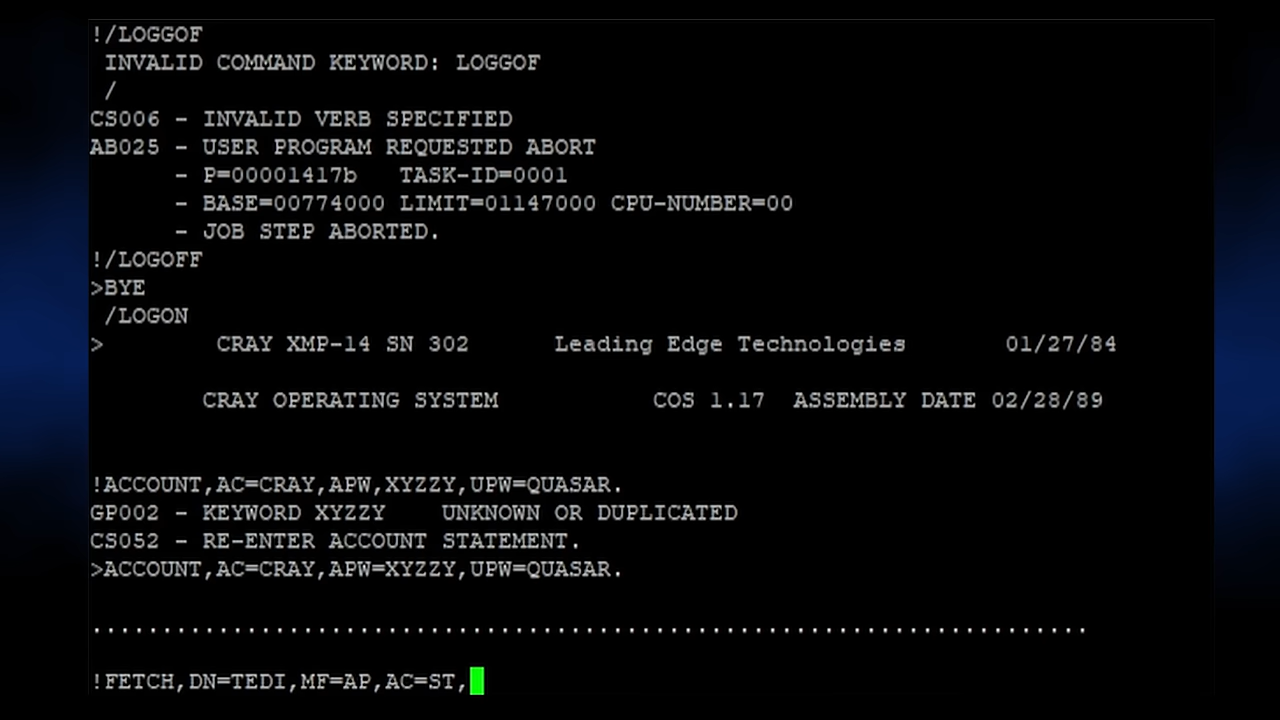 !/LOGGOF
INVALID COMMAND KEYWORD: LOGGOF
/
CS006 - INVALID VERB SPECIFIED
AB025 - USER PROGRAM REQUESTED ABORT
- P=00001417b TASK-ID=0001
- BASE=00774000 LIMIT=01147000 CPU-NUMBER=00
- JOB STEP ABORTED.
!/LOGOFF
>BYE
/LOGON
> CRAY XMP-14 SN 302 Leading Edge Technologies 01/27/84
CRAY OPERATING SYSTEM COS 1.17 ASSEMBLY DATE 02/28/89
!ACCOUNT,AC=CRAY,APW,XYZZY,UPW=QUASAR.
GP002 - KEYWORD XYZZY UNKNOWN OR DUPLICATED
CS052 - RE-ENTER ACCOUNT STATEMENT.
>ACCOUNT,AC=CRAY,APW=XYZZY,UPW=QUASAR.
.......................................................................
!FETCH,DN=TEDI,MF=AP,AC=ST,